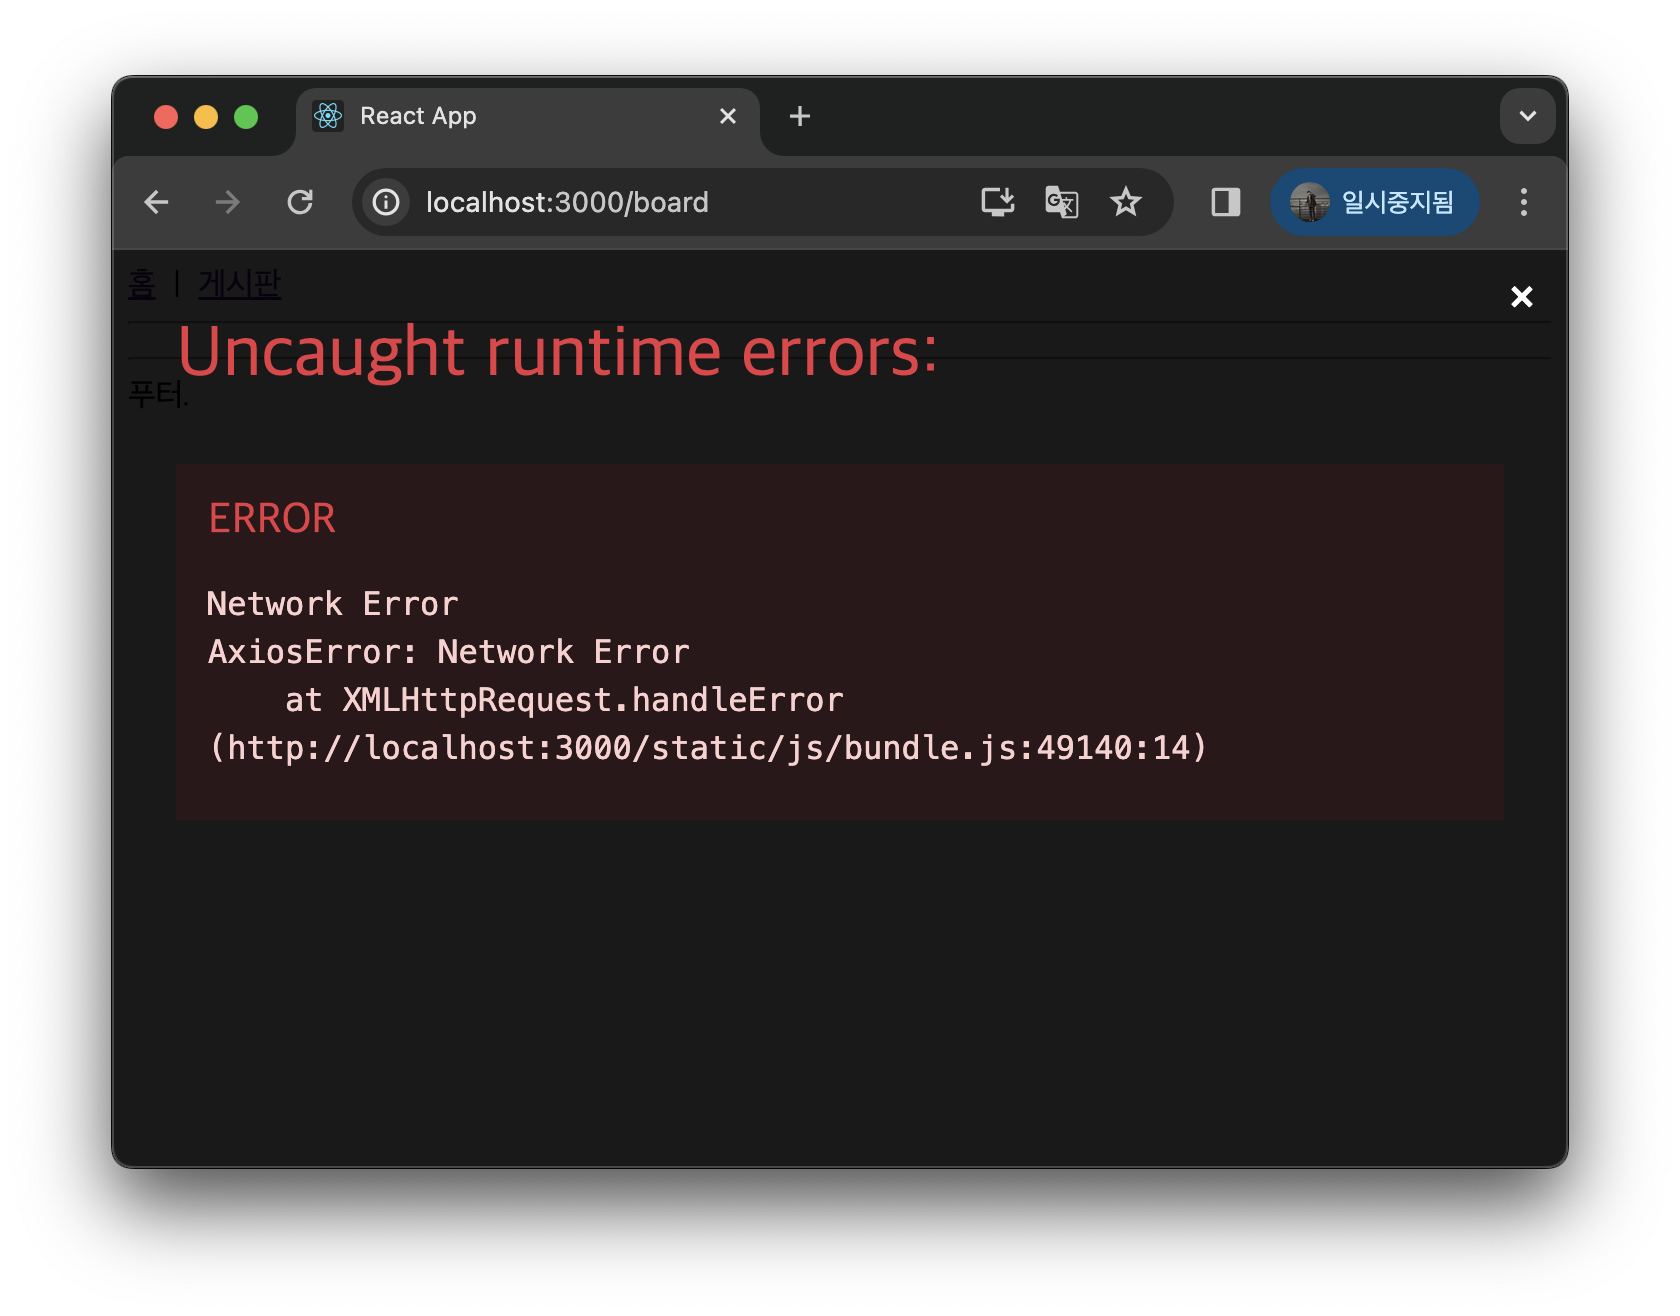 React App
localhost:3000/board
일시중지됨
홈 | 게시판
Uncaught runtime errors:
푸터.
ERROR
Network Error
AxiosError: Network Error
    at XMLHttpRequest.handleError
(http://localhost:3000/static/js/bundle.js:49140:14)